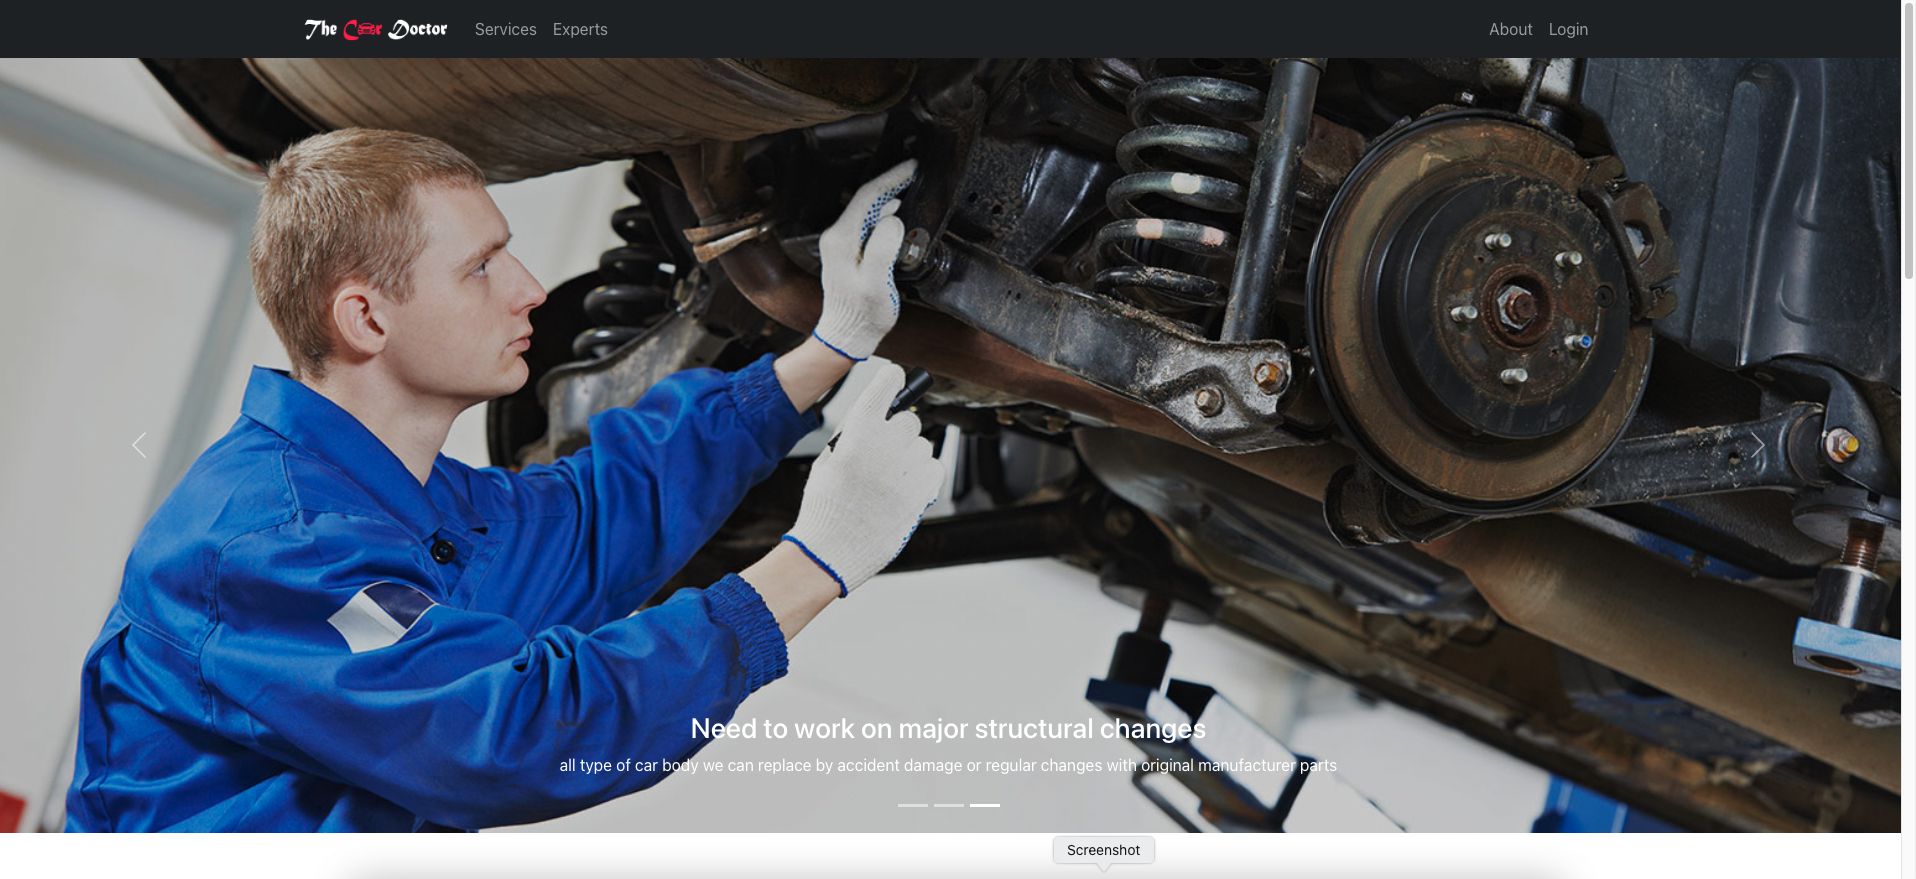 The Car Doctor
Services
Experts
About
Login
Need to work on major structural changes
all type of car body we can replace by accident damage or regular changes with original manufacturer parts
Screenshot